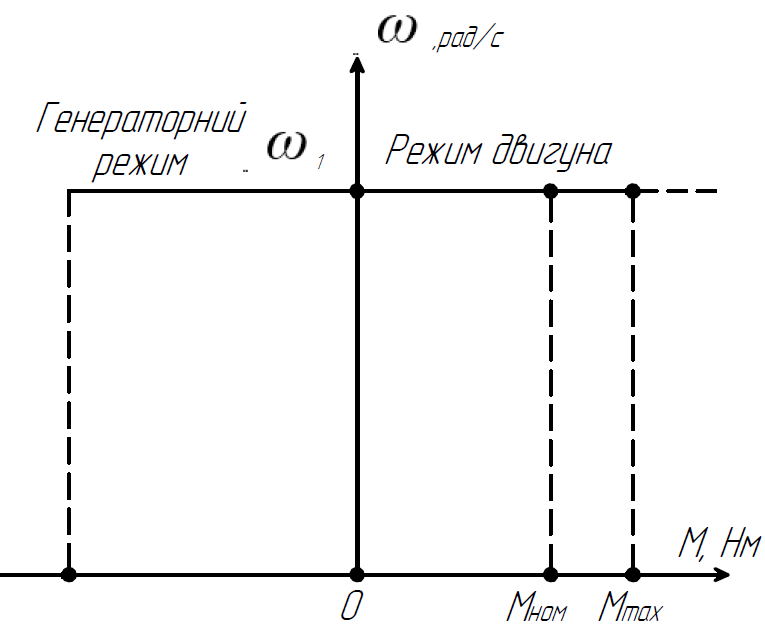 ω ,рад/с
Генераторний
режим
ω 1
Режим двигуна
М, Нм
0
Мном
Мmax